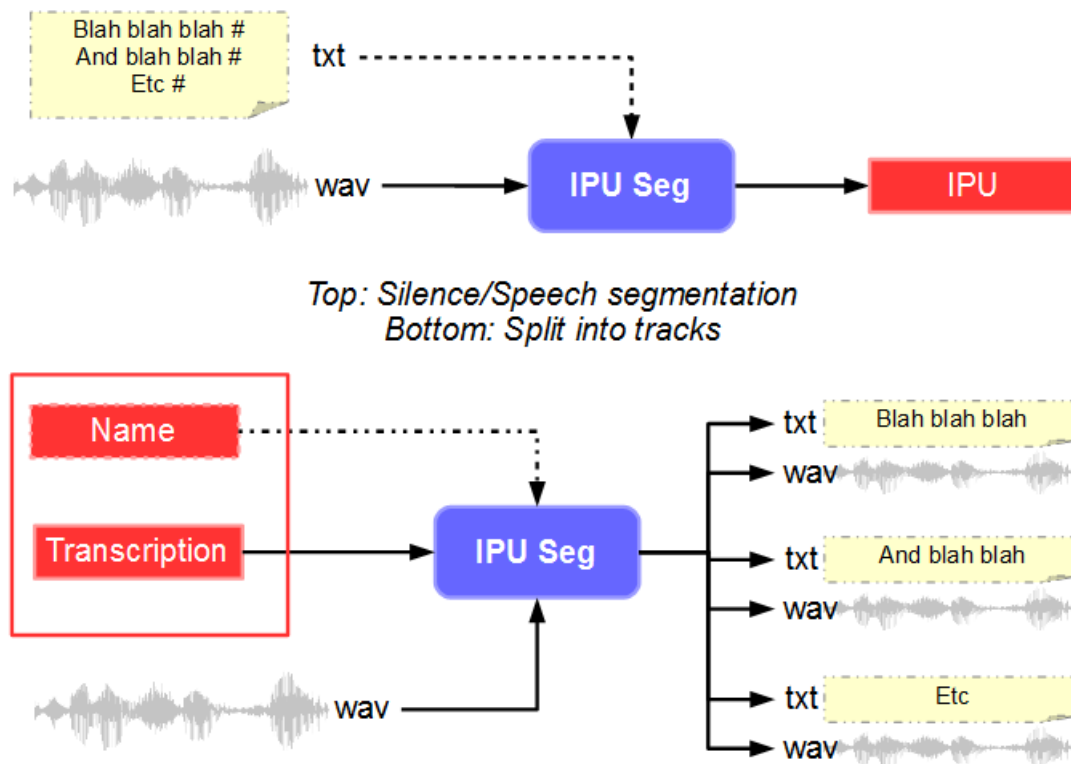 Blah blah blah #
And blah blah #
Etc #
txt
wav
IPU Seg
IPU
Top: Silence/Speech segmentation
Bottom: Split into tracks
Name
Transcription
wav
IPU Seg
txt
Blah blah blah
wav
txt
And blah blah
wav
txt
Etc
wav